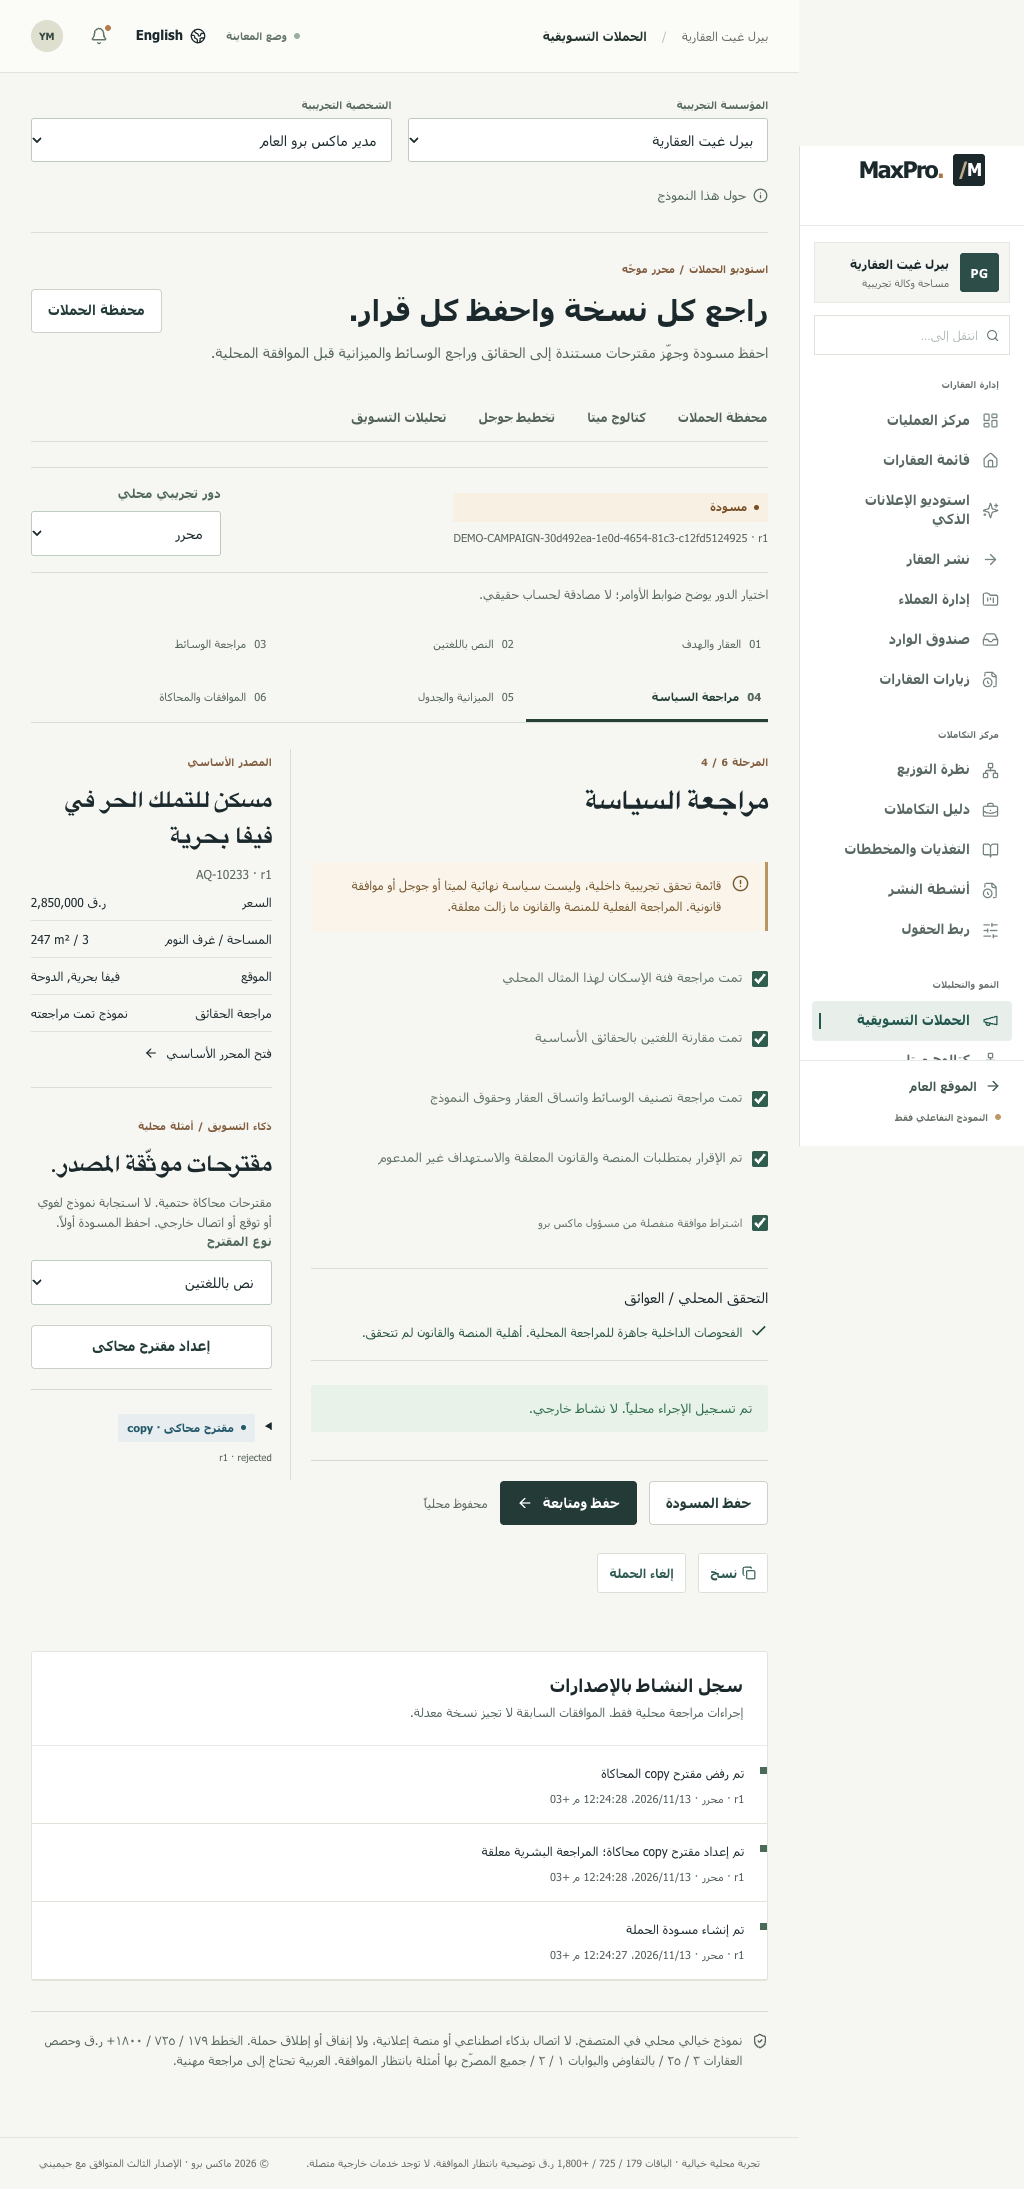 بيرل غيت العقارية / الحملات التسويقية
وضع المعاينة
English
YM
المؤسسة التجريبية
بيرل غيت العقارية
الشخصية التجريبية
مدير ماكس برو العام
حول هذا النموذج
MaxPro. /M
PG
بيرل غيت العقارية
مساحة وكالة تجريبية
انتقل إلى...
إدارة العقارات
مركز العمليات
قائمة العقارات
استوديو الإعلانات
الذكي
نشر العقار
إدارة العملاء
صندوق الوارد
زيارات العقارات
مركز التكاملات
نظرة التوزيع
دليل التكاملات
التغذيات والمخططات
أنشطة النشر
ربط الحقول
النمو والتحليلات
الحملات التسويقية
كتالوج ميتا
الموقع العام
النموذج التفاعلي فقط
استوديو الحملات / محرر موجّه
راجع كل نسخة واحفظ كل قرار.
احفظ مسودة وجهّز مقترحات مستندة إلى الحقائق وراجع الوسائط والميزانية قبل الموافقة المحلية.
محفظة الحملات
محفظة الحملات
كتالوج ميتا
تخطيط جوجل
تحليلات التسويق
مسودة
DEMO-CAMPAIGN-30d492ea-1e0d-4654-81c3-c12fd5124925 · r1
دور تجريبي محلي
محرر
اختيار الدور يوضح ضوابط الأوامر؛ لا مصادقة لحساب حقيقي.
01 العقار والهدف
02 النص باللغتين
03 مراجعة الوسائط
04 مراجعة السياسة
05 الميزانية والجدول
06 الموافقات والمحاكاة
المرحلة 6 / 4
مراجعة السياسة
قائمة تحقق تجريبية داخلية، وليست سياسة نهائية لميتا أو جوجل أو موافقة
قانونية. المراجعة الفعلية للمنصة والقانون ما زالت معلقة.
تمت مراجعة فئة الإسكان لهذا المثال المحلي
تمت مقارنة اللغتين بالحقائق الأساسية
تمت مراجعة تصنيف الوسائط واتساق العقار وحقوق النموذج
تم الإقرار بمتطلبات المنصة والقانون المعلقة والاستهداف غير المدعوم
اشتراط موافقة منفصلة من مسؤول ماكس برو
التحقق المحلي / العوائق
الفحوصات الداخلية جاهزة للمراجعة المحلية. أهلية المنصة والقانون لم تتحقق.
تم تسجيل الإجراء محلياً. لا نشاط خارجي.
حفظ المسودة
حفظ ومتابعة
محفوظ محلياً
نسخ
إلغاء الحملة
المصدر الأساسي
مسكن للتملك الحر في
فيفا بحرية
AQ-10233 · r1
السعر
ر.ق 2,850,000
المساحة / غرف النوم
247 m² / 3
الموقع
فيفا بحرية, الدوحة
مراجعة الحقائق
نموذج تمت مراجعته
فتح المحرر الأساسي
ذكاء التسويق / أمثلة محلية
مقترحات موثّقة المصدر.
مقترحات محاكاة حتمية. لا استجابة نموذج لغوي
أو توقع أو اتصال خارجي. احفظ المسودة أولاً.
نوع المقترح
نص باللغتين
إعداد مقترح محاكى
مقترح محاكى · copy
r1 · rejected
سجل النشاط بالإصدارات
إجراءات مراجعة محلية فقط. الموافقات السابقة لا تجيز نسخة معدلة.
تم رفض مقترح copy المحاكاة
r1 · محرر · 2026/11/13، 12:24:28 م +03
تم إعداد مقترح copy محاكاة؛ المراجعة البشرية معلقة
r1 · محرر · 2026/11/13، 12:24:28 م +03
تم إنشاء مسودة الحملة
r1 · محرر · 2026/11/13، 12:24:27 م +03
نموذج خيالي محلي في المتصفح. لا اتصال بذكاء اصطناعي أو منصة إعلانية، ولا إنفاق أو إطلاق حملة. الخطط ١٧٩ / ٧٢٥ / ١٨٠٠+ ر.ق وحصص
العقارات ٣ / ٢٥ / بالتفاوض والبوابات ١ / ٢ / جميع المصرّح بها أمثلة بانتظار الموافقة. العربية تحتاج إلى مراجعة مهنية.
تجربة محلية خيالية · الباقات 179 / 725 / 1,800+ ر.ق توضيحية بانتظار الموافقة. لا توجد خدمات خارجية متصلة.
© 2026 ماكس برو · الإصدار الثالث المتوافق مع جيميني